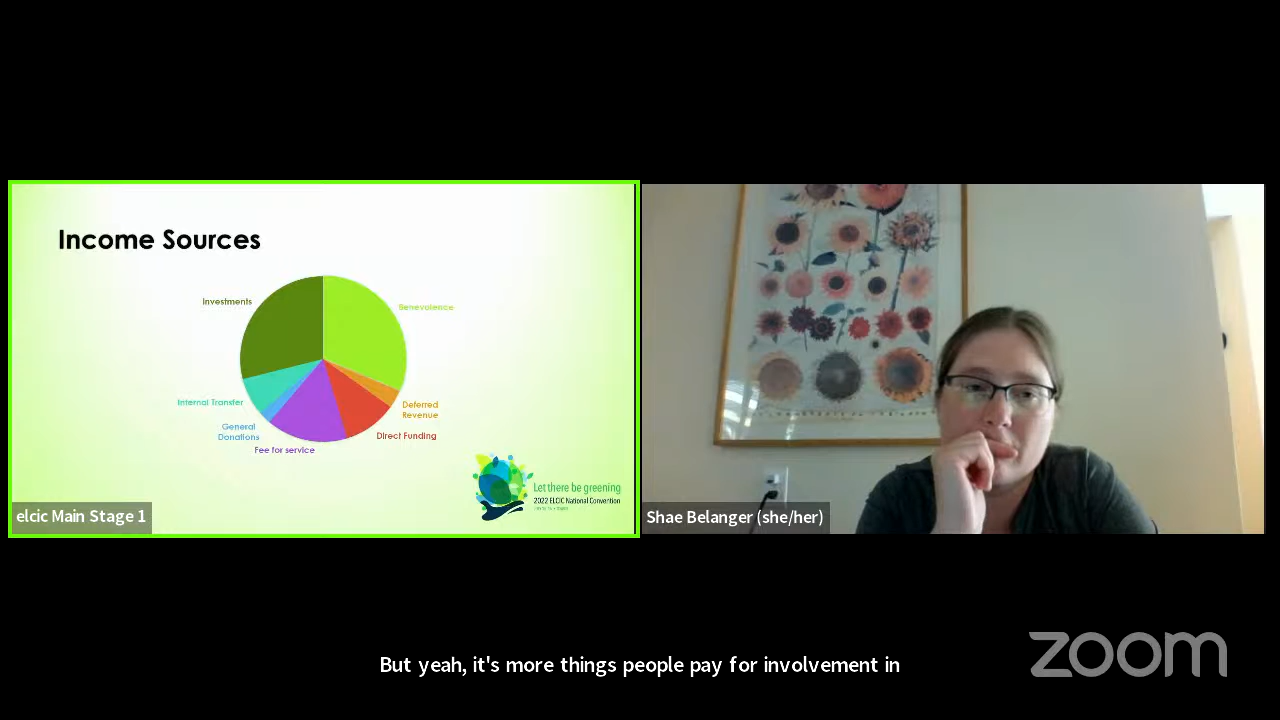 Income Sources
Investments
Benevolence
Internal Transfer
Deferred
Revenue
General
Donations
Direct Funding
Fee for service
Let there be greening
2022 ELCIC National Convention
elcic Main Stage 1
Shae Belanger (she/her)
But yeah, it's more things people pay for involvement in
zoom